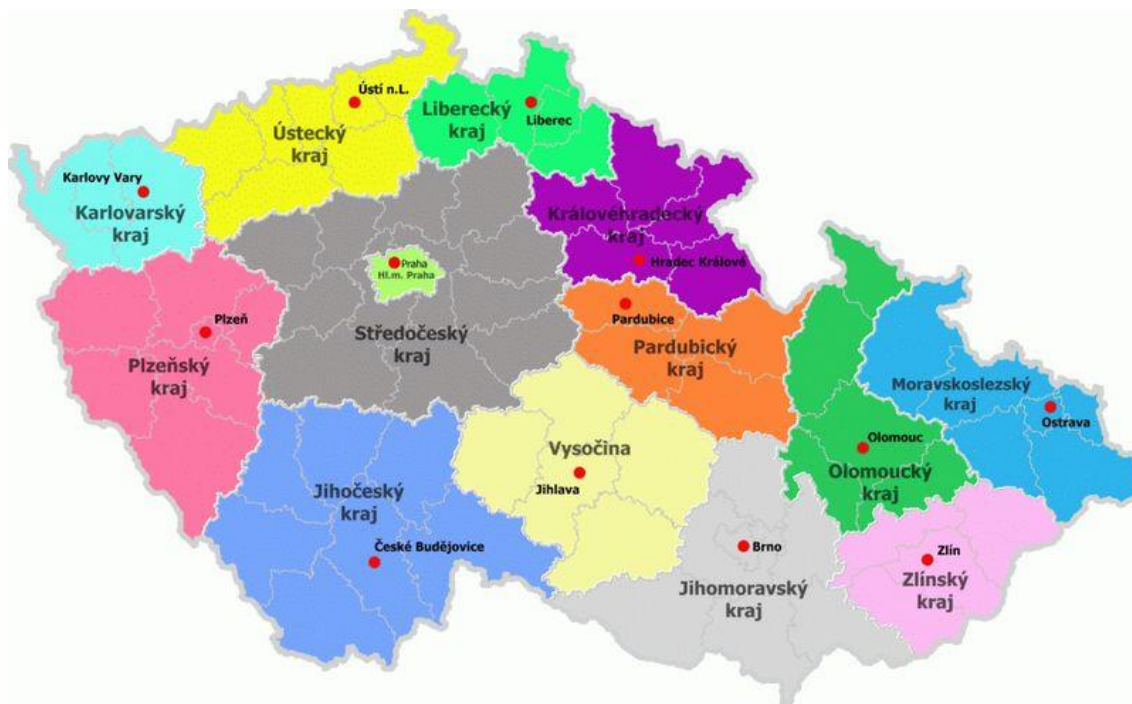 Ústí n.L.
Ústecký
kraj
Liberecký
kraj
Liberec
Karlovy Vary
Karlovarský
kraj
Královéhradecký
kraj
Hradec Králové
Praha
Hl.m. Praha
Středočeský
kraj
Plzeň
Plzeňský
kraj
Pardubice
Pardubický
kraj
Moravskoslezský
kraj
Ostrava
Olomouc
Olomoucký
kraj
Vysočina
Jihlava
Jihočeský
kraj
České Budějovice
Brno
Jihomoravský
kraj
Zlín
Zlínský
kraj